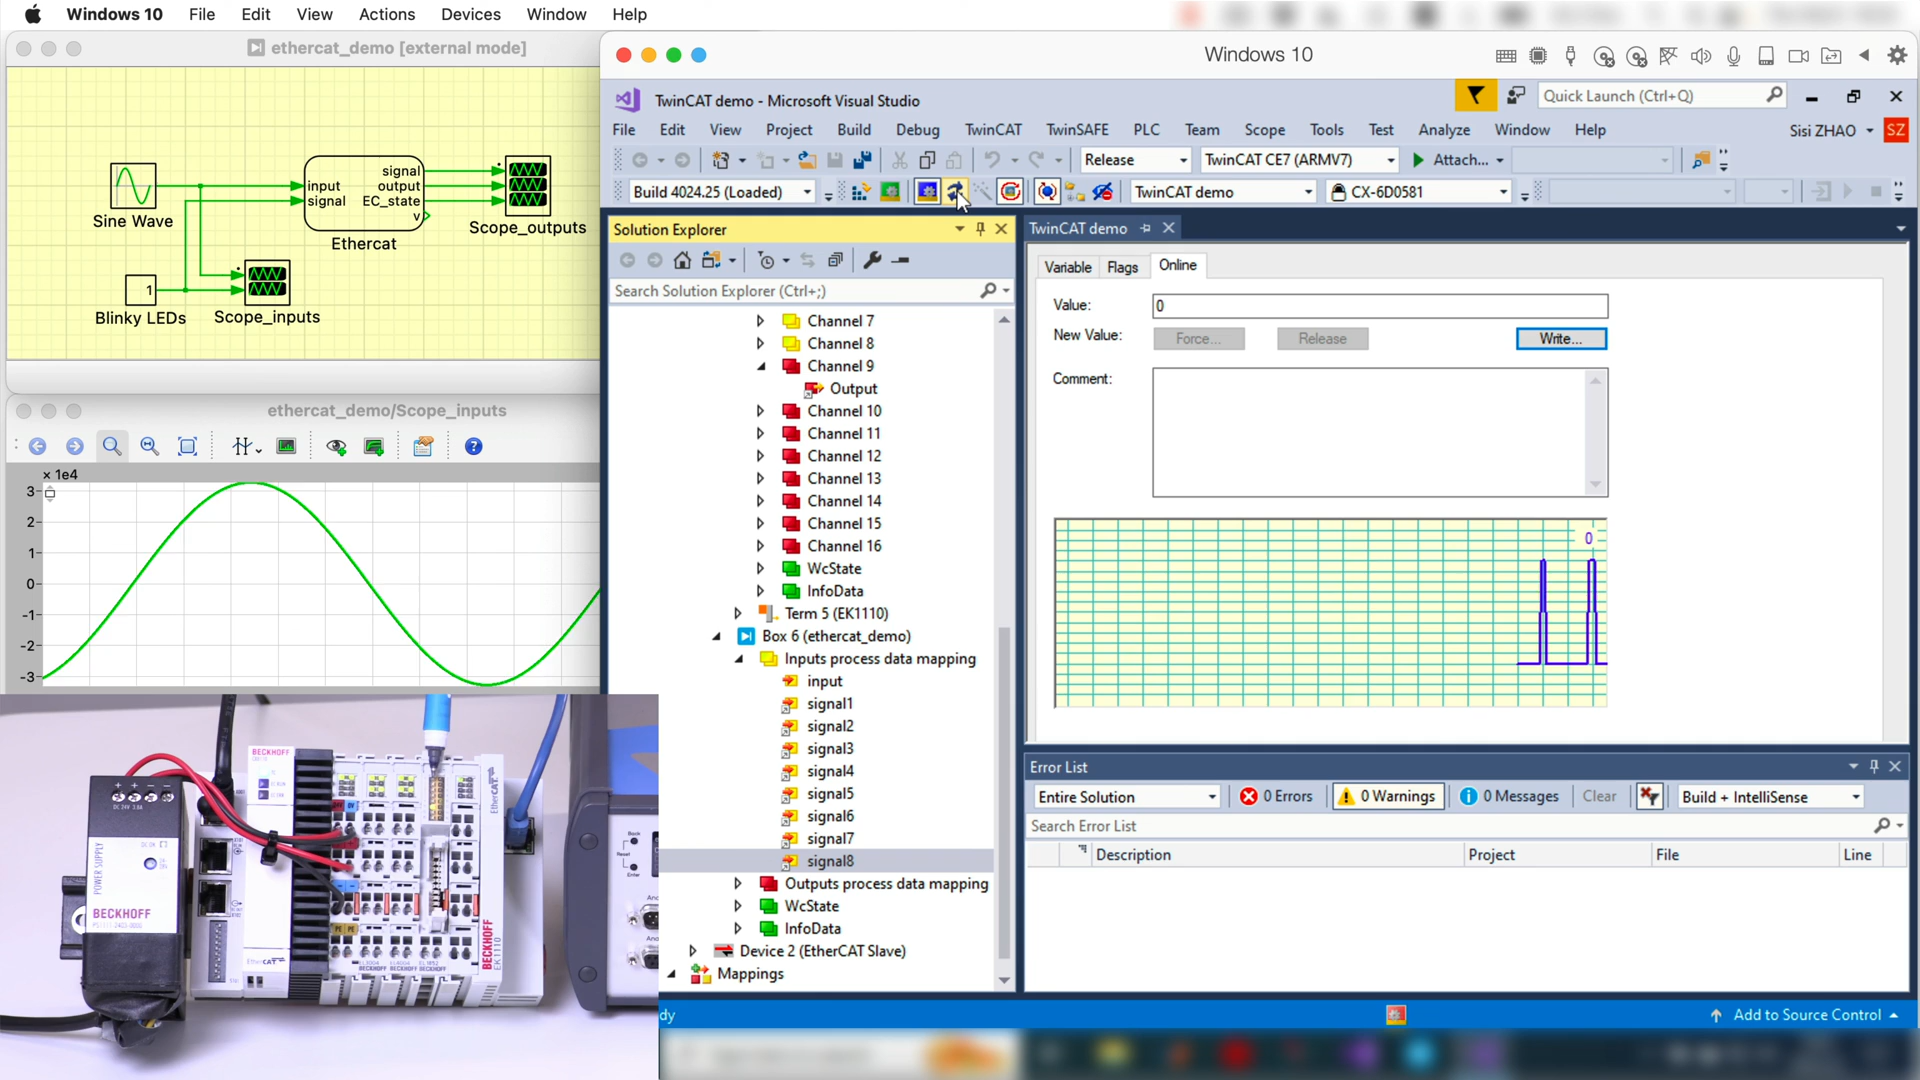 Windows 10 File Edit View Actions Devices Window Help
ethercat_demo [external mode]
Sine Wave
input
signal
signal
output
EC_state
v
Ethercat
Scope_outputs
1
Blinky LEDs
Scope_inputs
ethercat_demo/Scope_inputs
× 1e4
3
2
1
0
-1
-2
-3
Windows 10
TwinCAT demo - Microsoft Visual Studio
Quick Launch (Ctrl+Q)
File Edit View Project Build Debug TwinCAT TwinSAFE PLC Team Scope Tools Test Analyze Window Help
Sisi ZHAO SZ
Release TwinCAT CE7 (ARMV7) Attach...
Build 4024.25 (Loaded) TwinCAT demo CX-6D0581
Solution Explorer
Search Solution Explorer (Ctrl+;)
Channel 7
Channel 8
Channel 9
Output
Channel 10
Channel 11
Channel 12
Channel 13
Channel 14
Channel 15
Channel 16
WcState
InfoData
Term 5 (EK1110)
Box 6 (ethercat_demo)
Inputs process data mapping
input
signal1
signal2
signal3
signal4
signal5
signal6
signal7
signal8
Outputs process data mapping
WcState
InfoData
Device 2 (EtherCAT Slave)
Mappings
TwinCAT demo
Variable Flags Online
Value: 0
New Value: Force... Release Write...
Comment:
0
Error List
Entire Solution 0 Errors 0 Warnings 0 Messages Clear Build + IntelliSense
Search Error List
Description Project File Line
dy
Add to Source Control
BECKHOFF
POWER SUPPLY
BECKHOFF
EtherCAT
EtherCAT
BECKHOFF
EK1110